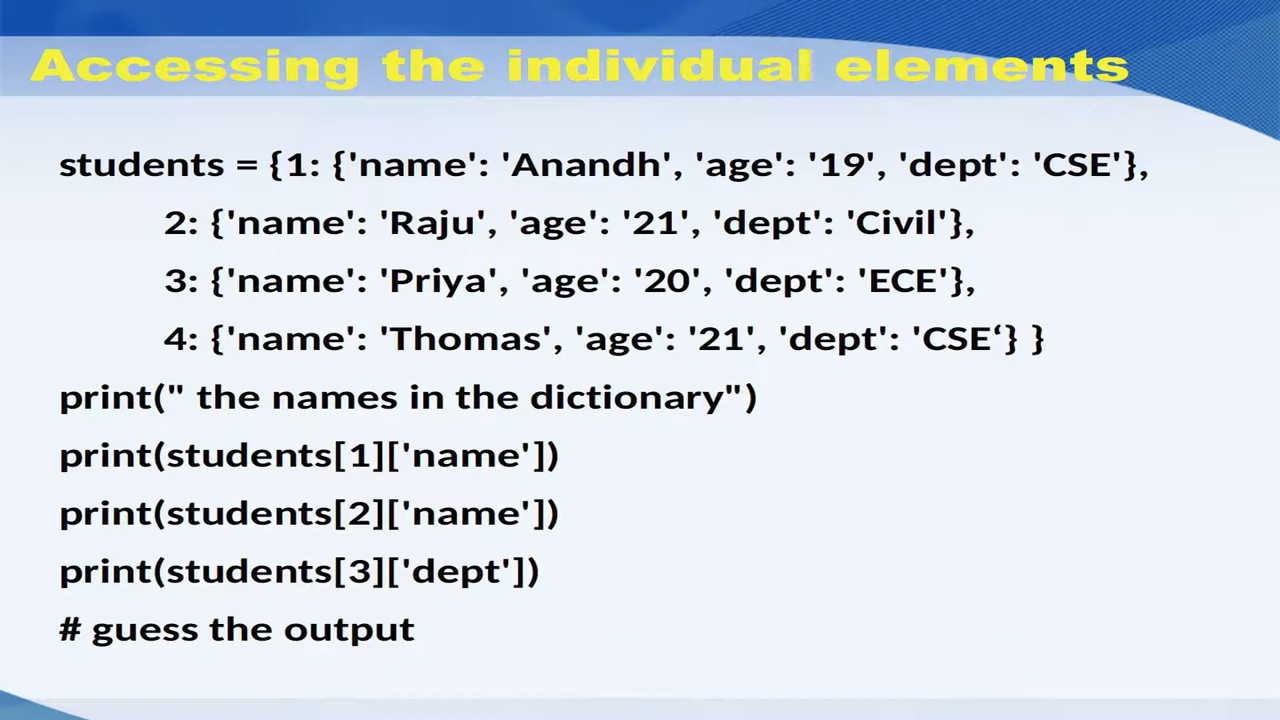 Accessing the individual elements
students = {1: {'name': 'Anandh', 'age': '19', 'dept': 'CSE'},
2: {'name': 'Raju', 'age': '21', 'dept': 'Civil'},
3: {'name': 'Priya', 'age': '20', 'dept': 'ECE'},
4: {'name': 'Thomas', 'age': '21', 'dept': 'CSE‘} }
print(" the names in the dictionary")
print(students[1]['name'])
print(students[2]['name'])
print(students[3]['dept'])
# guess the output